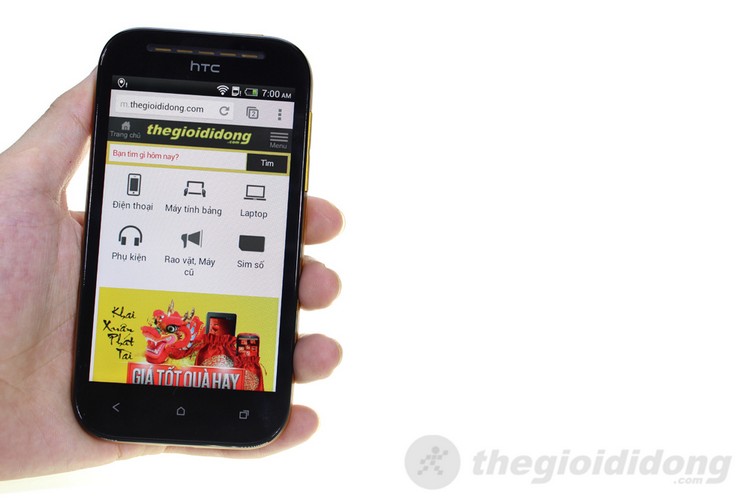 hTC
7:00 AM
m.thegioididong.com
2
Trang chủ
thegioididong
.com
Menu
Bạn tìm gì hôm nay?
Tìm
Điện thoại
Máy tính bảng
Laptop
Phụ kiện
Rao vặt, Máy cũ
Sim số
Khai
Xuân
Phát
Tài
GIÁ TỐT QUÀ HAY
thegioididong
.com